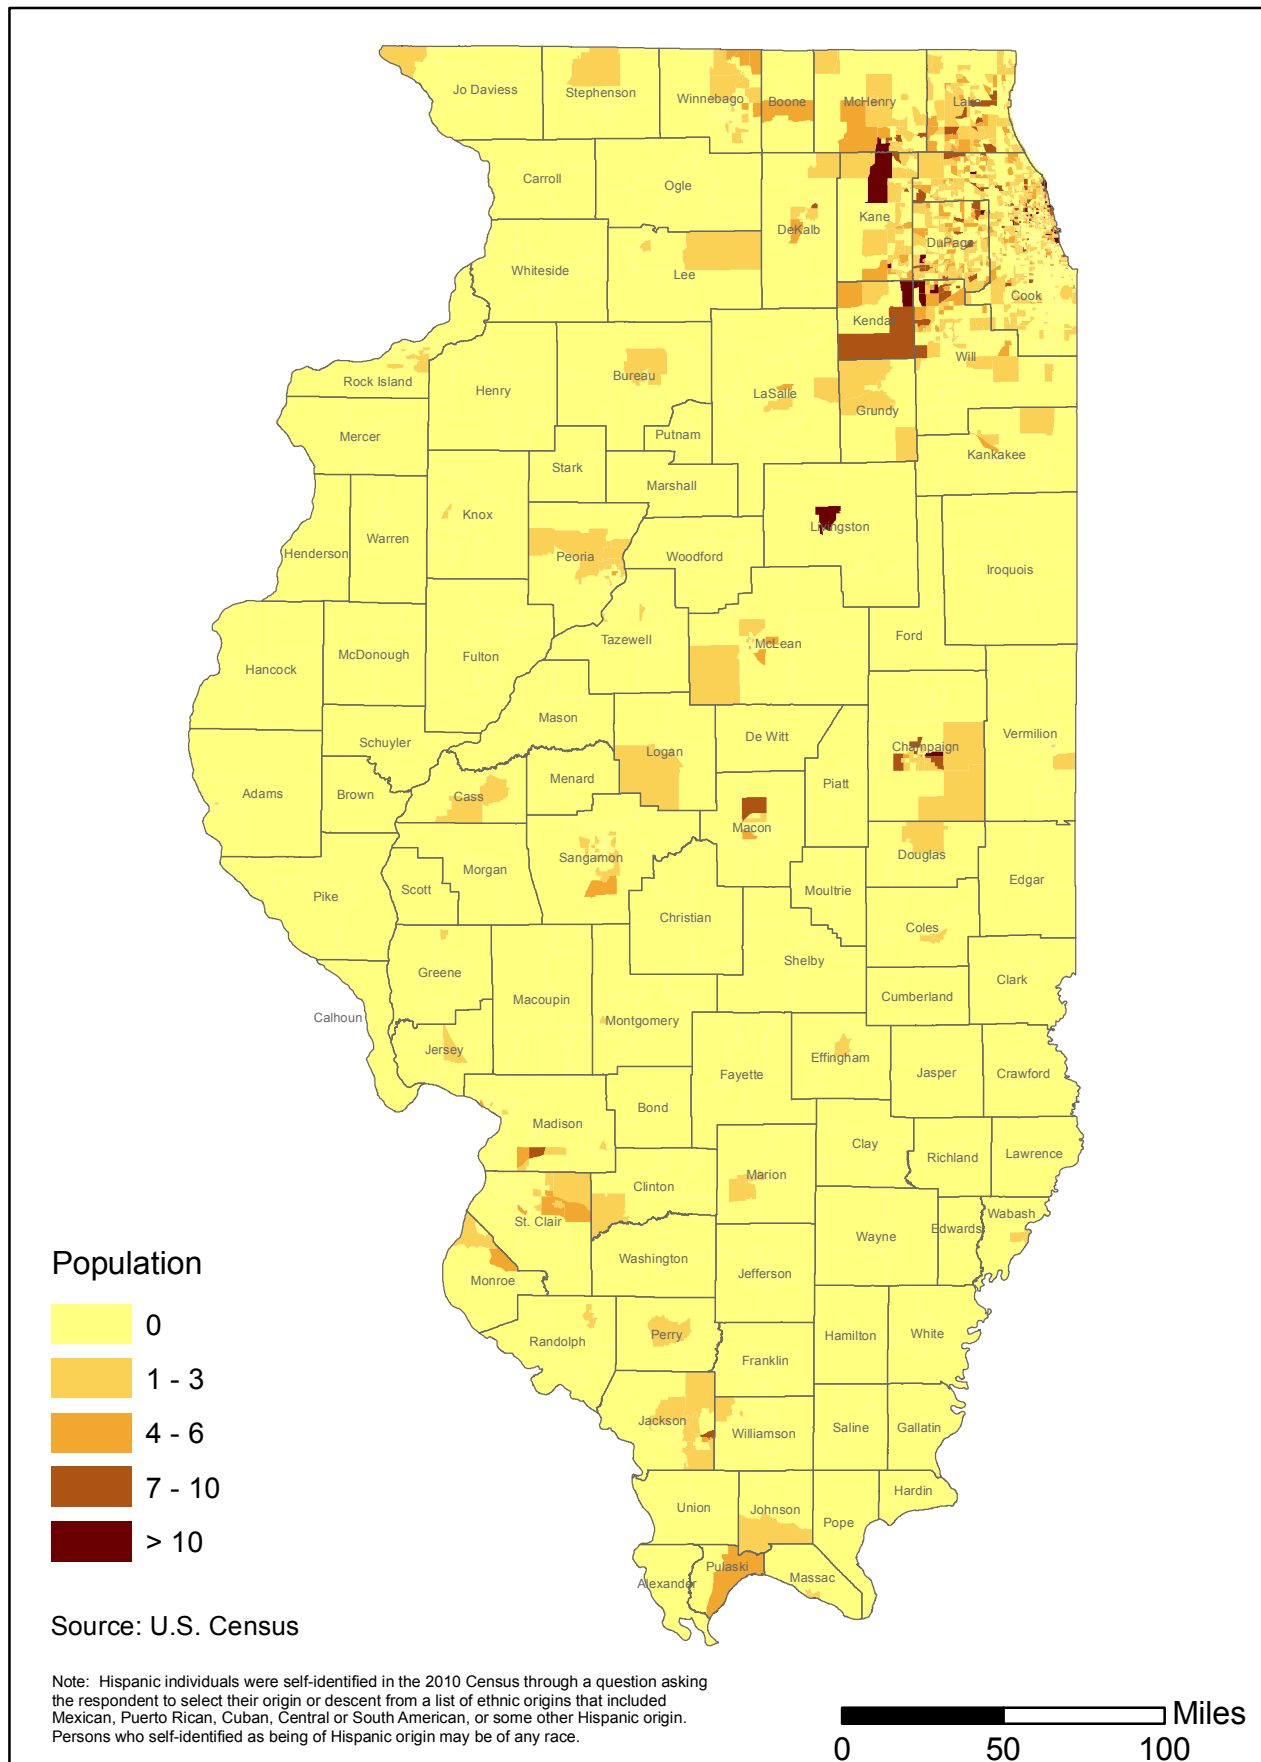 Jo Daviess
Stephenson
Winnebago
Boone
McHenry
Lake
Carroll
Ogle
DeKalb
Kane
DuPage
Cook
Whiteside
Lee
Kendall
Will
Rock Island
Henry
Bureau
LaSalle
Grundy
Mercer
Putnam
Kankakee
Stark
Marshall
Knox
Livingston
Henderson
Warren
Peoria
Woodford
Iroquois
Hancock
McDonough
Fulton
Tazewell
McLean
Ford
Schuyler
Mason
Logan
De Witt
Champaign
Vermilion
Adams
Brown
Cass
Menard
Macon
Piatt
Pike
Scott
Morgan
Sangamon
Christian
Moultrie
Douglas
Edgar
Coles
Shelby
Greene
Macoupin
Montgomery
Cumberland
Clark
Calhoun
Jersey
Fayette
Effingham
Jasper
Crawford
Madison
Bond
Clay
Richland
Lawrence
Clinton
Marion
St. Clair
Wayne
Edwards
Wabash
Monroe
Washington
Jefferson
Randolph
Perry
Franklin
Hamilton
White
Jackson
Williamson
Saline
Gallatin
Union
Johnson
Pope
Hardin
Alexander
Pulaski
Massac
Population
0
1 - 3
4 - 6
7 - 10
> 10
Source: U.S. Census
Note: Hispanic individuals were self-identified in the 2010 Census through a question asking
the respondent to select their origin or descent from a list of ethnic origins that included
Mexican, Puerto Rican, Cuban, Central or South American, or some other Hispanic origin.
Persons who self-identified as being of Hispanic origin may be of any race.
Miles
0 50 100